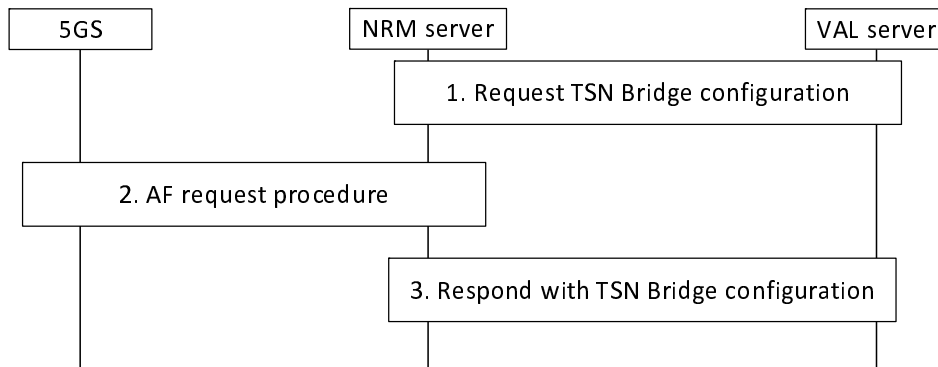 5GS
NRM server
VAL server
1. Request TSN Bridge configuration
2. AF request procedure
3. Respond with TSN Bridge configuration